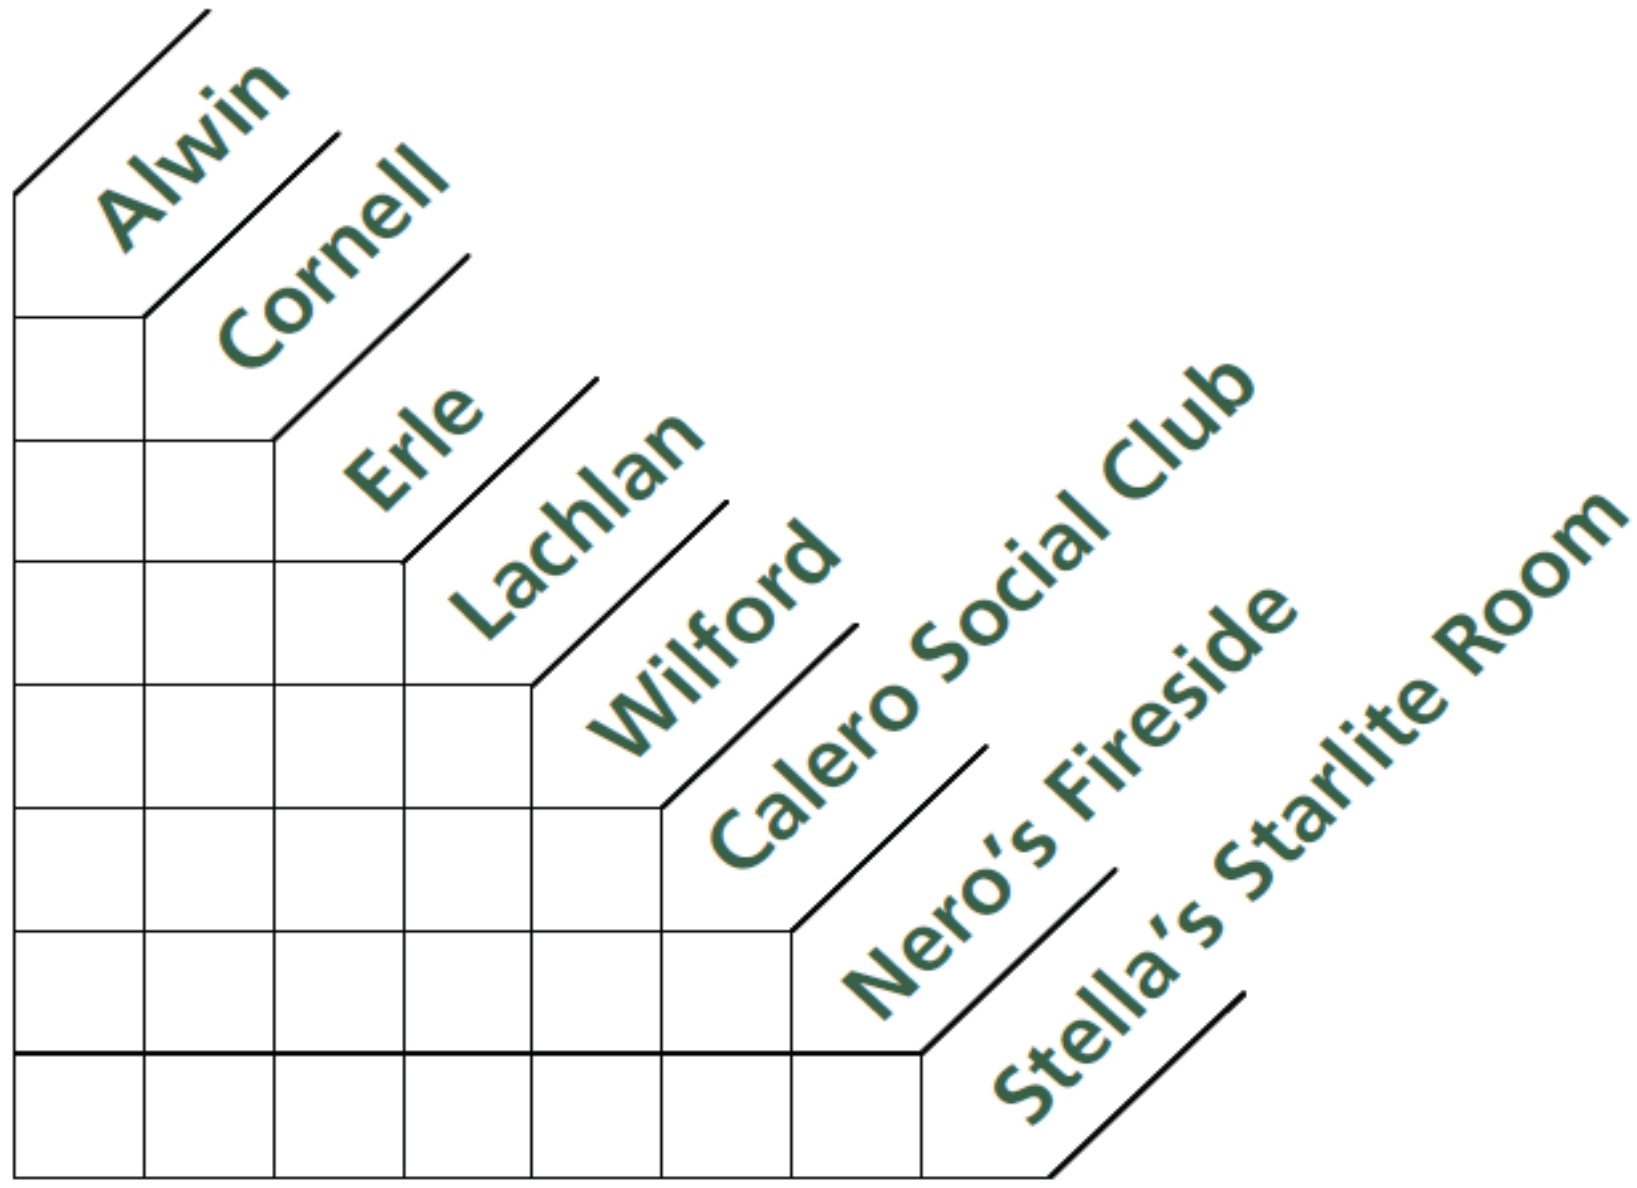 Alwin
Cornell
Erle
Lachlan
Wilford
Calero Social Club
Nero’s Fireside
Stella’s Starlite Room